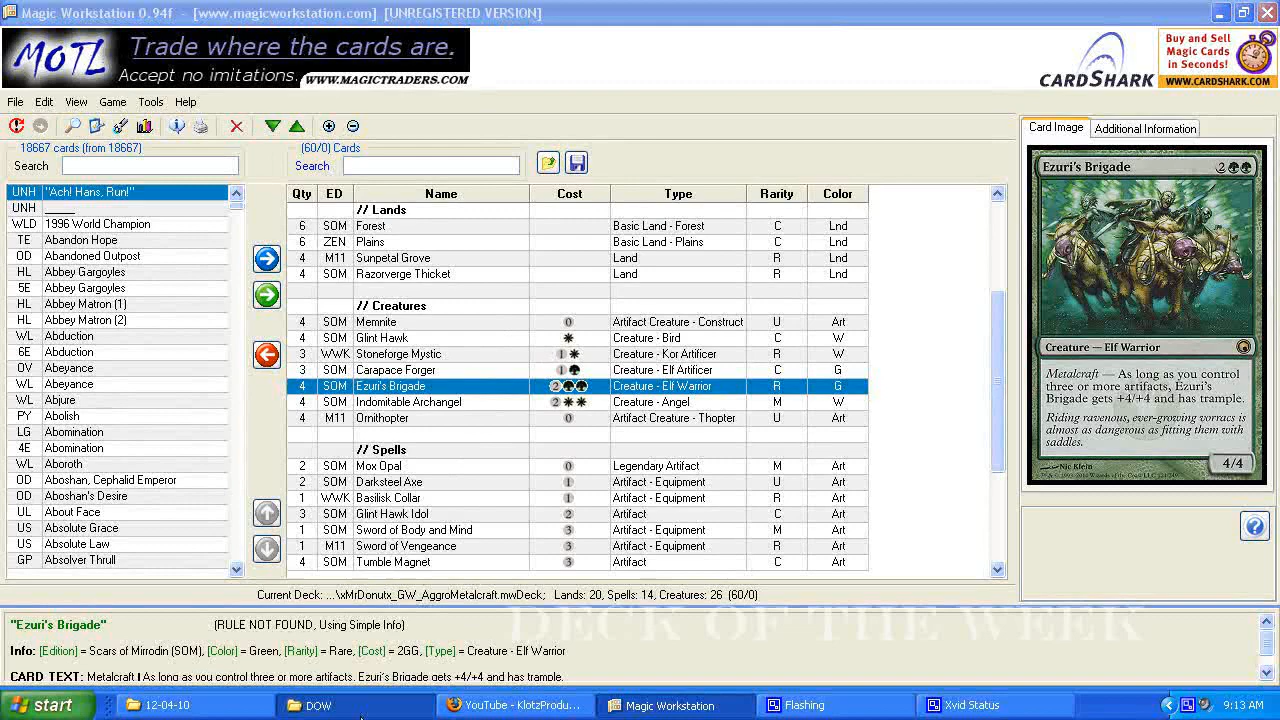 Magic Workstation 0.94f - [www.magicworkstation.com] [UNREGISTERED VERSION]
MOTL Trade where the cards are.
Accept no imitations. WWW.MAGICTRADERS.COM
CARDSHARK
Buy and Sell
Magic Cards
in Seconds!
WWW.CARDSHARK.COM
File Edit View Game Tools Help
18667 cards (from 18667)
Search
(60/0) Cards
Search
Card Image Additional Information
UNH "Ach! Hans, Run!"
UNH _____
WLD 1996 World Champion
TE Abandon Hope
OD Abandoned Outpost
HL Abbey Gargoyles
5E Abbey Gargoyles
HL Abbey Matron (1)
HL Abbey Matron (2)
WL Abduction
6E Abduction
OV Abeyance
WL Abeyance
WL Abjure
PY Abolish
LG Abomination
4E Abomination
WL Aboroth
OD Aboshan, Cephalid Emperor
OD Aboshan's Desire
UL About Face
US Absolute Grace
US Absolute Law
GP Absolver Thrull
Qty ED Name Cost Type Rarity Color
// Lands
6 SOM Forest Basic Land - Forest C Lnd
6 ZEN Plains Basic Land - Plains C Lnd
4 M11 Sunpetal Grove Land R Lnd
4 SOM Razorverge Thicket Land R Lnd
// Creatures
4 SOM Memnite 0 Artifact Creature - Construct U Art
4 SOM Glint Hawk Creature - Bird C W
3 WWK Stoneforge Mystic 1 Creature - Kor Artificer R W
3 SOM Carapace Forger 1 Creature - Elf Artificer C G
4 SOM Ezuri's Brigade 2 Creature - Elf Warrior R G
4 SOM Indomitable Archangel 2 Creature - Angel M W
4 M11 Ornithopter 0 Artifact Creature - Thopter U Art
// Spells
2 SOM Mox Opal 0 Legendary Artifact M Art
2 SOM Darksteel Axe 1 Artifact - Equipment U Art
1 WWK Basilisk Collar 1 Artifact - Equipment R Art
3 SOM Glint Hawk Idol 2 Artifact C Art
1 SOM Sword of Body and Mind 3 Artifact - Equipment M Art
1 M11 Sword of Vengeance 3 Artifact - Equipment R Art
4 SOM Tumble Magnet 3 Artifact C Art
Ezuri's Brigade 2
Creature — Elf Warrior
Metalcraft — As long as you control
three or more artifacts, Ezuri's
Brigade gets +4/+4 and has trample.
Riding ravenous, ever-growing vorracs is
almost as dangerous as fitting them with
saddles.
4/4
Nic Klein
Current Deck: ...\xMrDonutx_GW_AggroMetalcraft.mwDeck; Lands: 20, Spells: 14, Creatures: 26 (60/0)
DECK OF THE WEEK
"Ezuri's Brigade" (RULE NOT FOUND, Using Simple Info)
Info: [Edition] = Scars of Mirrodin (SOM), [Color] = Green, [Rarity] = Rare, [Cost] = 2GG, [Type] = Creature - Elf Warrior
CARD TEXT: Metalcraft As long as you control three or more artifacts, Ezuri's Brigade gets +4/+4 and has trample.
start 12-04-10 DOW YouTube - KlotzProdu... Magic Workstation Flashing Xvid Status 9:13 AM